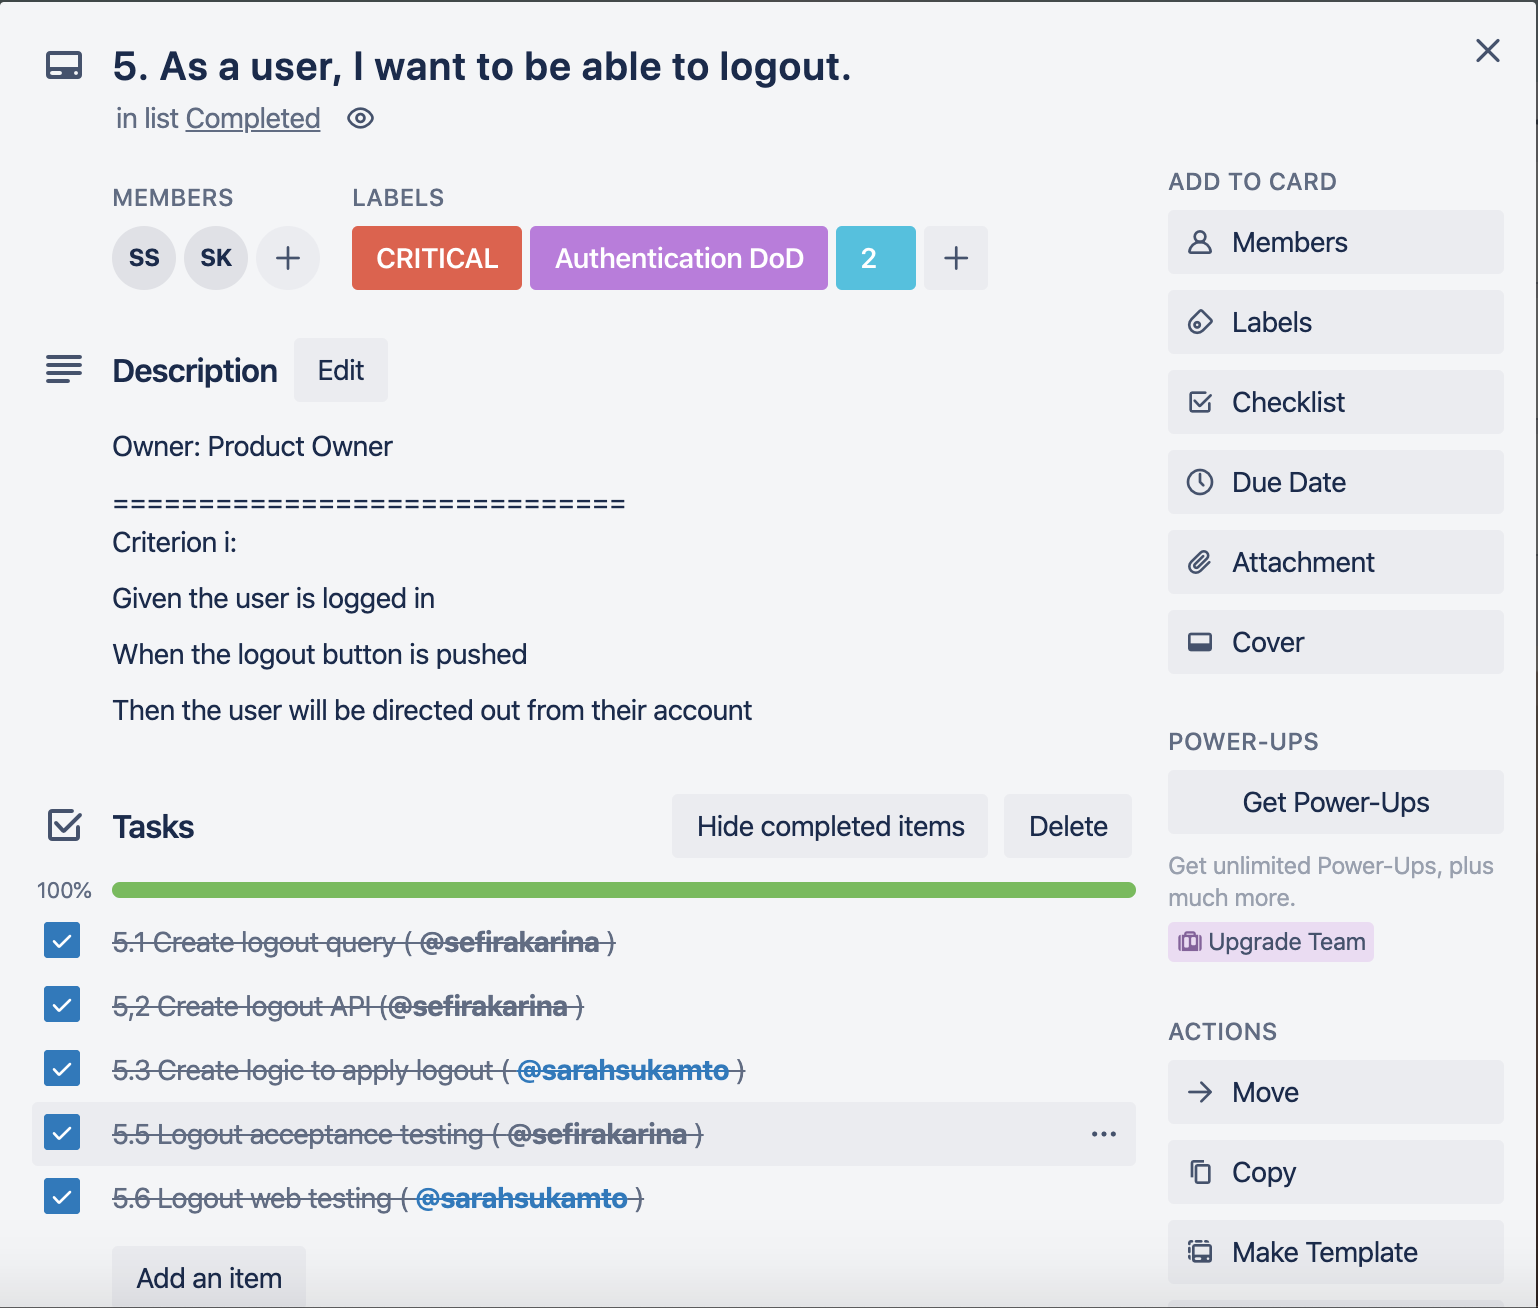 5. As a user, I want to be able to logout.
in list Completed
MEMBERS
SS SK
LABELS
CRITICAL Authentication DoD 2
Description Edit
Owner: Product Owner
==============================
Criterion i:
Given the user is logged in
When the logout button is pushed
Then the user will be directed out from their account
Tasks Hide completed items Delete
100%
5.1 Create logout query ( @sefirakarina )
5,2 Create logout API (@sefirakarina )
5.3 Create logic to apply logout ( @sarahsukamto )
5.5 Logout acceptance testing ( @sefirakarina )
5.6 Logout web testing ( @sarahsukamto )
Add an item
ADD TO CARD
Members
Labels
Checklist
Due Date
Attachment
Cover
POWER-UPS
Get Power-Ups
Get unlimited Power-Ups, plus
much more.
Upgrade Team
ACTIONS
Move
Copy
Make Template